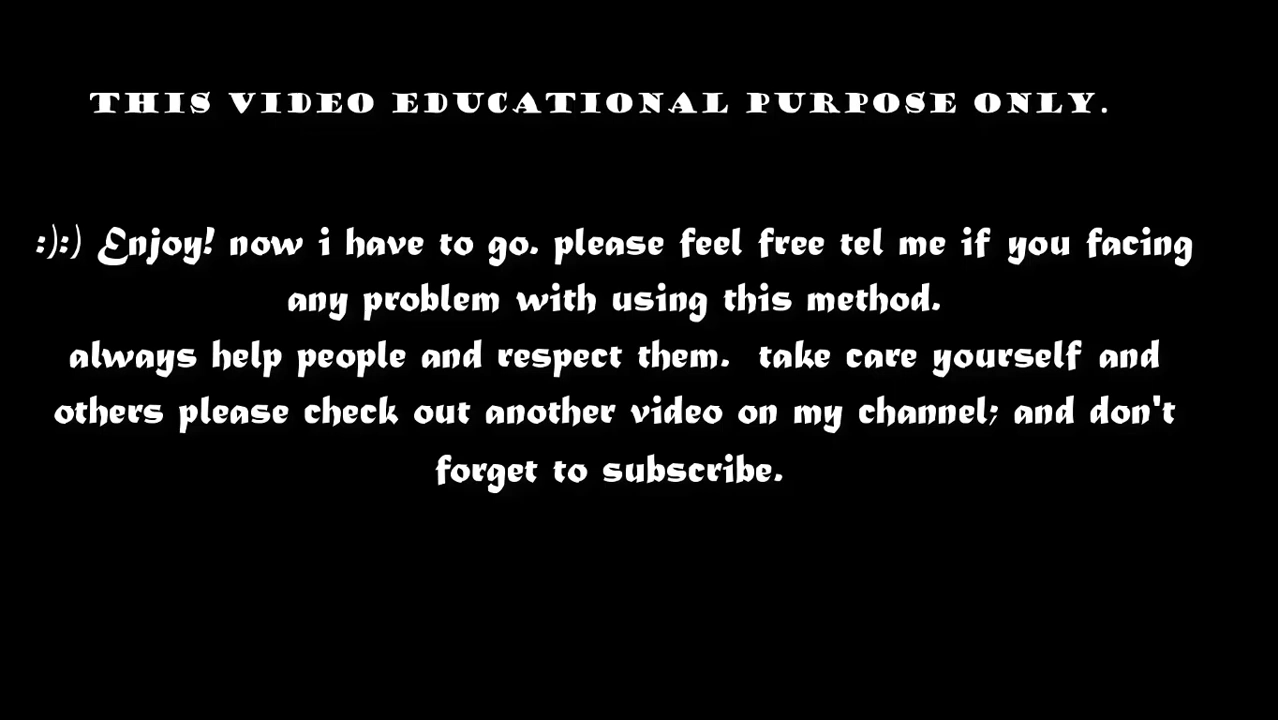 THIS VIDEO EDUCATIONAL PURPOSE ONLY.
:):) Enjoy! now i have to go. please feel free tel me if you facing
any problem with using this method.
always help people and respect them.  take care yourself and
others please check out another video on my channel; and don't
forget to subscribe.